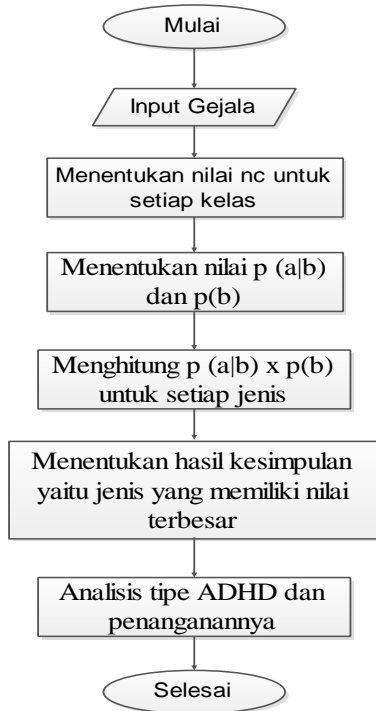 Mulai
Input Gejala
Menentukan nilai nc untuk
setiap kelas
Menentukan nilai p (a|b)
dan p(b)
Menghitung p (a|b) x p(b)
untuk setiap jenis
Menentukan hasil kesimpulan
yaitu jenis yang memiliki nilai
terbesar
Analisis tipe ADHD dan
penanganannya
Selesai